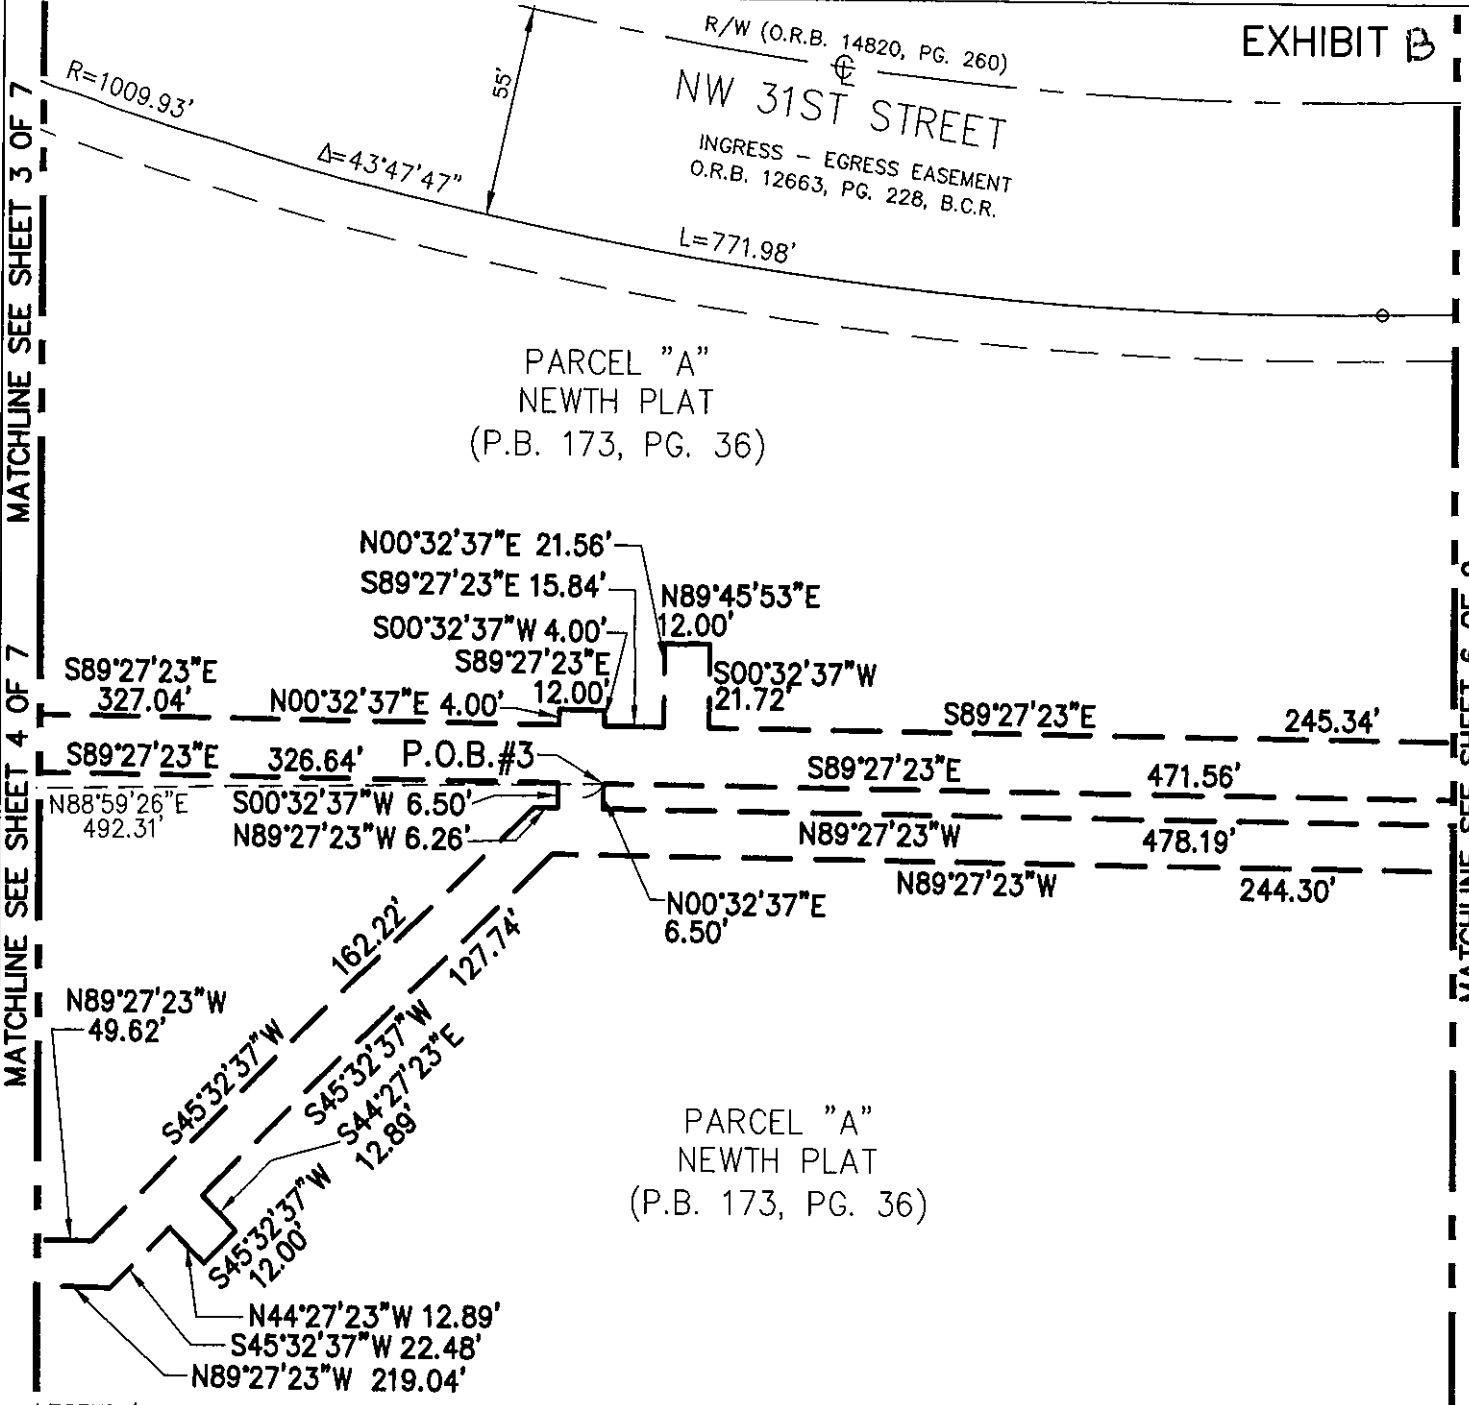 EXHIBIT B
R/W (O.R.B. 14820, PG. 260)
℄
NW 31ST STREET
INGRESS - EGRESS EASEMENT
O.R.B. 12663, PG. 228, B.C.R.
55'
R=1009.93'
Δ=43°47'47"
L=771.98'
MATCHLINE SEE SHEET 3 OF 7
PARCEL "A"
NEWTH PLAT
(P.B. 173, PG. 36)
N00°32'37"E 21.56'
S89°27'23"E 15.84'
S00°32'37"W 4.00'
S89°27'23"E
12.00'
N89°45'53"E
12.00'
S00°32'37"W
21.72'
S89°27'23"E
327.04'
N00°32'37"E 4.00'
S89°27'23"E 245.34'
S89°27'23"E 326.64'
P.O.B.#3
S89°27'23"E 471.56'
N88°59'26"E
492.31'
S00°32'37"W 6.50'
N89°27'23"W 6.26'
N89°27'23"W 478.19'
N89°27'23"W 244.30'
N00°32'37"E
6.50'
MATCHLINE SEE SHEET 4 OF 7
MATCHLINE SEE SHEET 6 OF
162.22'
S45°32'37"W
127.74'
S45°32'37"W
S44°27'23"E
12.89'
N89°27'23"W
49.62'
S45°32'37"W
12.00'
N44°27'23"W 12.89'
S45°32'37"W 22.48'
N89°27'23"W 219.04'
PARCEL "A"
NEWTH PLAT
(P.B. 173, PG. 36)